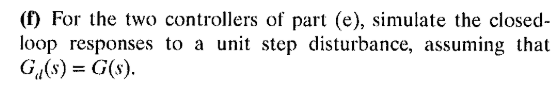 (f) For the two controllers of part (e), simulate the closed-
loop responses to a unit step disturbance, assuming that
G_d(s) = G(s).